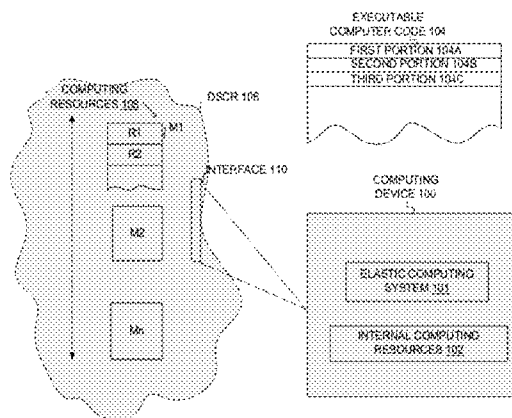 EXECUTABLE
COMPUTER CODE 104
FIRST PORTION 104A
SECOND PORTION 104B
THIRD PORTION 104C
COMPUTING
RESOURCES 108
DSCR 106
M1
R1
R2
INTERFACE 110
M2
Mn
COMPUTING
DEVICE 100
ELASTIC COMPUTING
SYSTEM 101
INTERNAL COMPUTING
RESOURCES 102